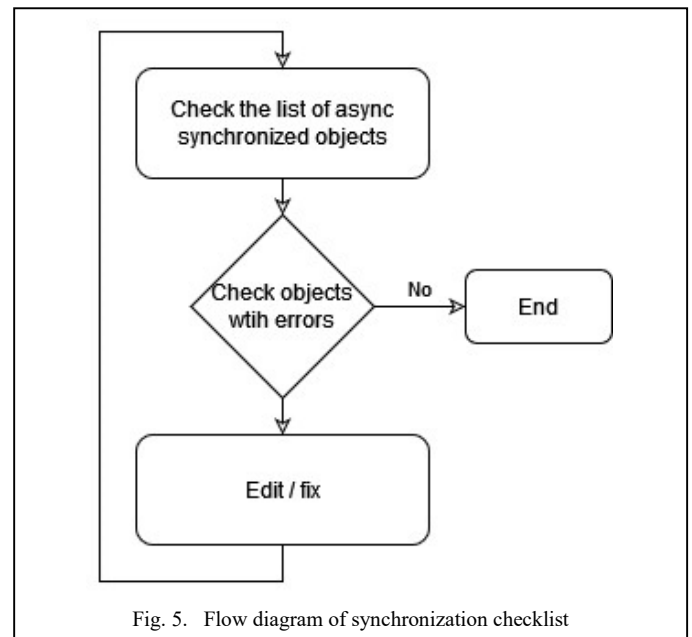 Check the list of async
synchronized objects
Check objects
wtih errors
No
End
Edit / fix
Fig. 5. Flow diagram of synchronization checklist